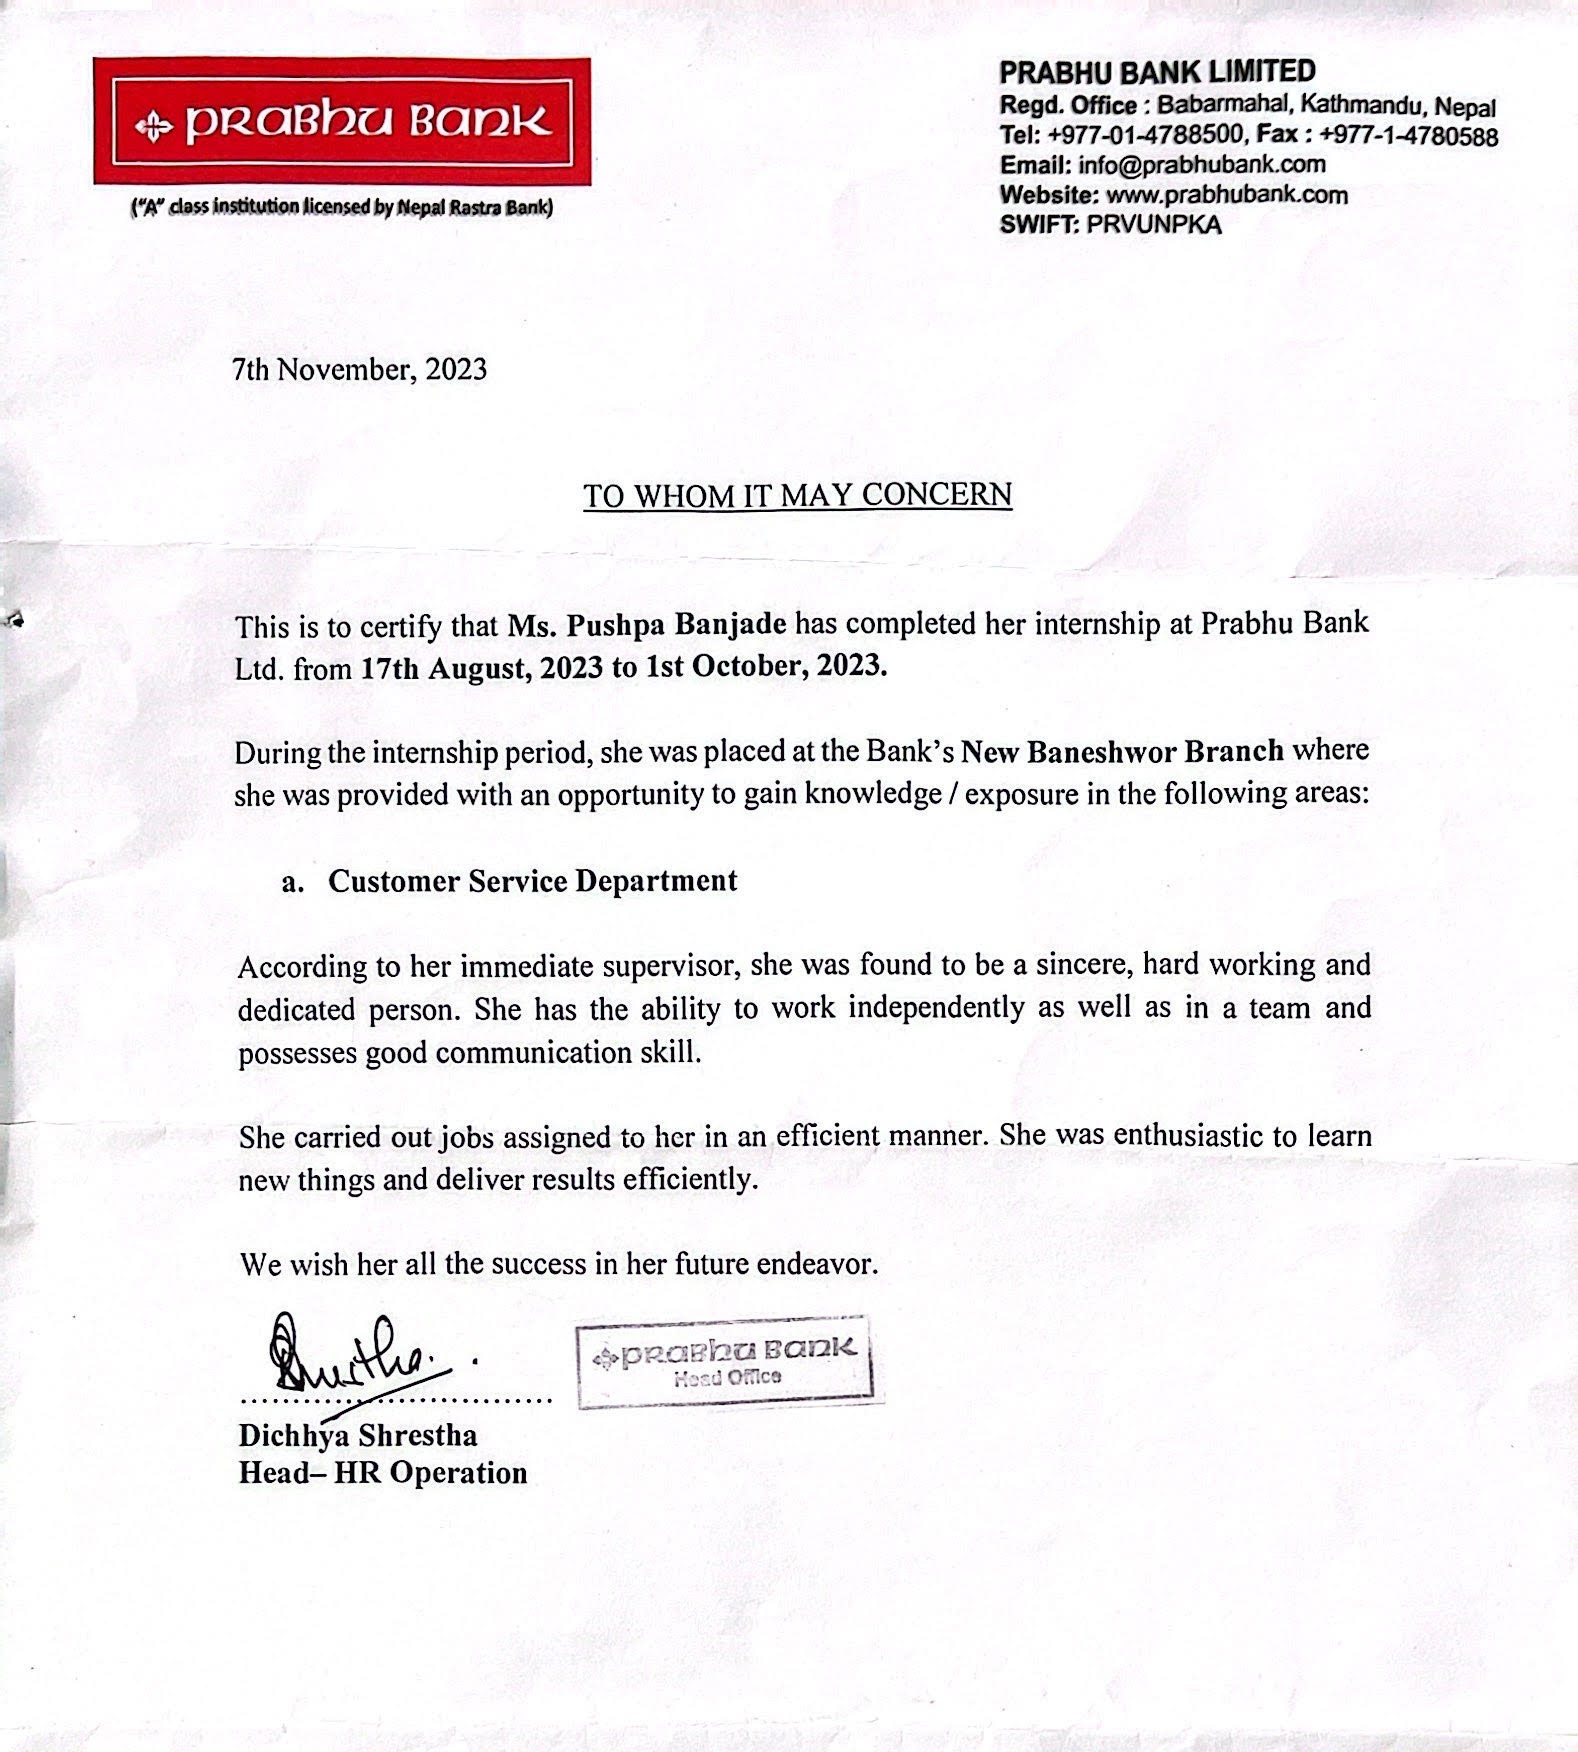 PRABHU BANK
("A" class institution licensed by Nepal Rastra Bank)
PRABHU BANK LIMITED
Regd. Office : Babarmahal, Kathmandu, Nepal
Tel: +977-01-4788500, Fax : +977-1-4780588
Email: info@prabhubank.com
Website: www.prabhubank.com
SWIFT: PRVUNPKA
7th November, 2023
TO WHOM IT MAY CONCERN
This is to certify that Ms. Pushpa Banjade has completed her internship at Prabhu Bank
Ltd. from 17th August, 2023 to 1st October, 2023.
During the internship period, she was placed at the Bank's New Baneshwor Branch where
she was provided with an opportunity to gain knowledge / exposure in the following areas:
a. Customer Service Department
According to her immediate supervisor, she was found to be a sincere, hard working and
dedicated person. She has the ability to work independently as well as in a team and
possesses good communication skill.
She carried out jobs assigned to her in an efficient manner. She was enthusiastic to learn
new things and deliver results efficiently.
We wish her all the success in her future endeavor.
Shrestha.
PRABHU BANK
Head Office
Dichhya Shrestha
Head– HR Operation